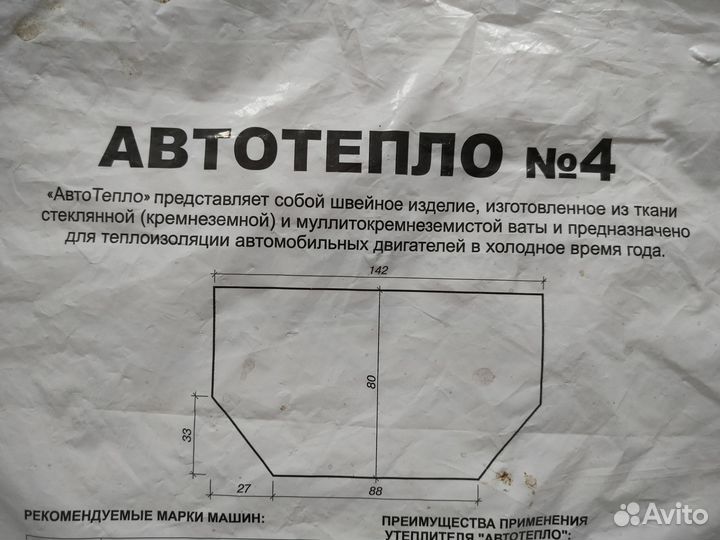 АВТОТЕПЛО №4
«АвтоТепло» представляет собой швейное изделие, изготовленное из ткани
стеклянной (кремнеземной) и муллитокремнеземистой ваты и предназначено
для теплоизоляции автомобильных двигателей в холодное время года.
142
80
33
27
88
РЕКОМЕНДУЕМЫЕ МАРКИ МАШИН:
ПРЕИМУЩЕСТВА ПРИМЕНЕНИЯ
УТЕПЛИТЕЛЯ "АВТОТЕПЛО":
Avito